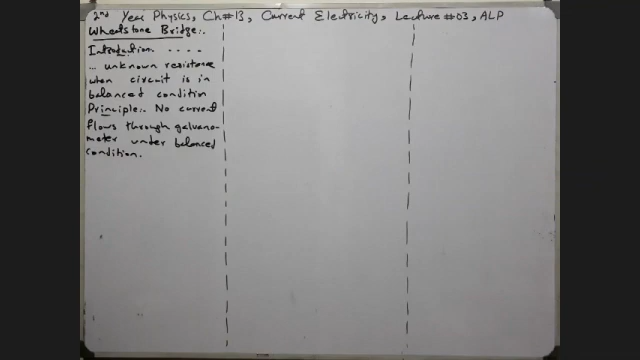 2nd Year Physics, Ch#13, Current Electricity, Lecture #03, ALP
Wheatstone Bridge:.
Introduction. ....
... unknown resistance
when circuit is in
balanced condition
Principle:. No current
flows through galvano-
meter under balanced
condition.